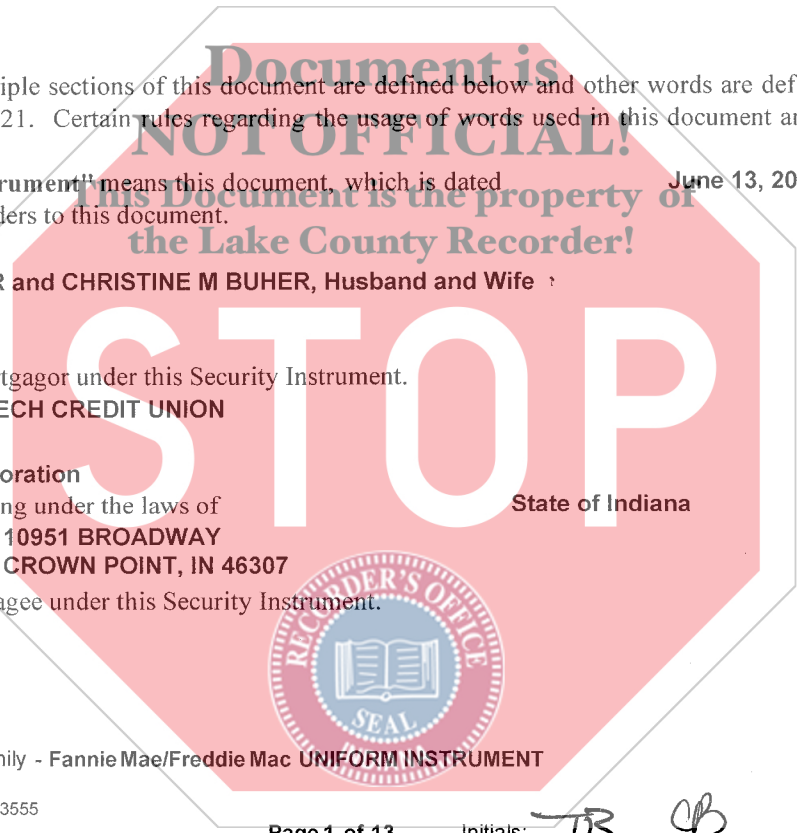 Document is
iple sections of this document are defined below and other words are def
NOT OFFICIAL!
21. Certain rules regarding the usage of words used in this document ar
rument" means this document, which is dated June 13, 20
This Document is the property of
ders to this document.
the Lake County Recorder!
R and CHRISTINE M BUHER, Husband and Wife
STOP
tgagor under this Security Instrument.
ECH CREDIT UNION
oration
ng under the laws of State of Indiana
10951 BROADWAY
CROWN POINT, IN 46307
agee under this Security Instrument.
RECORDER'S OFFICE
SEAL
INDIANA
nily - Fannie Mae/Freddie Mac UNIFORM INSTRUMENT
3555
Page 1 of 13 Initials: TB CB